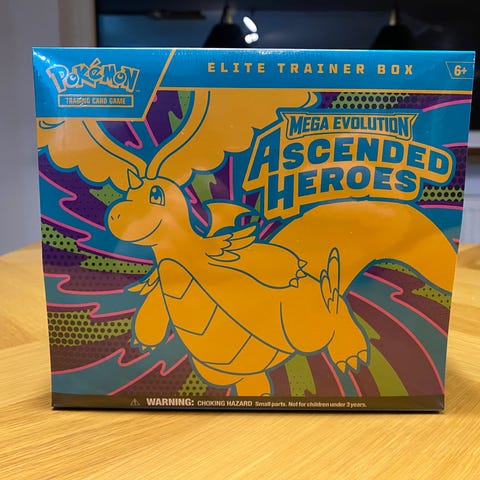 Pokémon
TRADING CARD GAME
ELITE TRAINER BOX
6+
MEGA EVOLUTION
ASCENDED
HEROES
WARNING: CHOKING HAZARD Small parts. Not for children under 3 years.